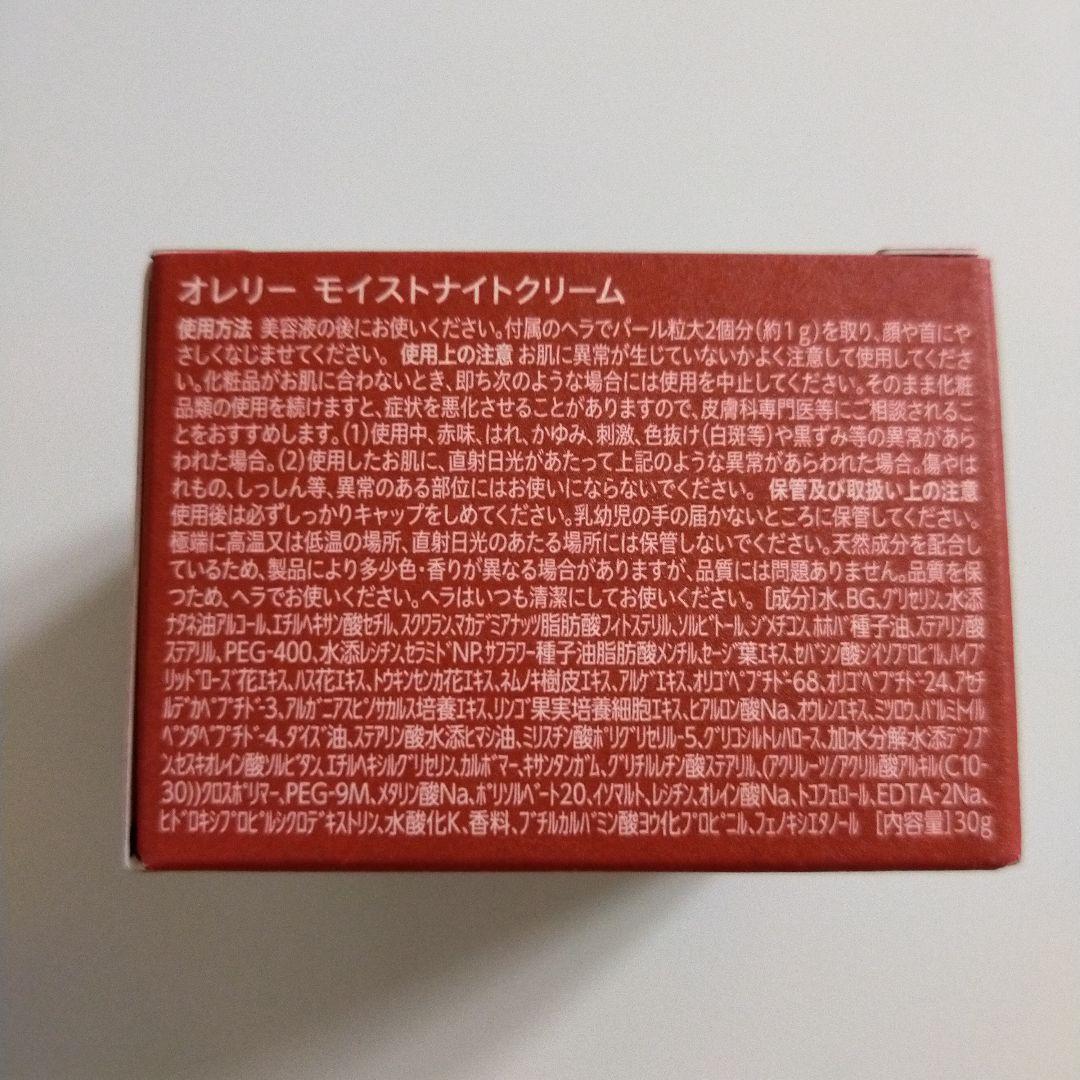 オレリー モイストナイトクリーム
使用方法 美容液の後にお使いください。付属のヘラでパール粒大2個分(約1g)を取り、顔や首にや
さしくなじませてください。 使用上の注意 お肌に異常が生じていないかよく注意して使用してくださ
い。化粧品がお肌に合わないとき、即ち次のような場合には使用を中止してください。そのまま化粧
品類の使用を続けますと、症状を悪化させることがありますので、皮膚科専門医等にご相談されるこ
とをおすすめします。(1)使用中、赤味、はれ、かゆみ、刺激、色抜け(白斑等)や黒ずみ等の異常があら
われた場合。(2)使用したお肌に、直射日光があたって上記のような異常があらわれた場合。傷やは
れもの、しっしん等、異常のある部位にはお使いにならないでください。 保管及び取扱い上の注意
使用後は必ずしっかりキャップをしめてください。乳幼児の手の届かないところに保管してください。
極端に高温又は低温の場所、直射日光のあたる場所には保管しないでください。天然成分を配合し
ているため、製品により多少色・香りが異なる場合がありますが、品質には問題ありません。品質を保
つため、ヘラでお使いください。ヘラはいつも清潔にしてお使いください。 [成分]水、BG、グリセリン、水添
ナタネ油アルコール、エチルヘキサン酸セチル、スクワラン、マカデミアナッツ脂肪酸フィトステリル、ソルビトール、ジメチコン、ホホバ種子油、ステアリン酸
ステアリル、PEG-400、水添レシチン、セラミドNP、サフラワー種子油脂肪酸メンチル、セージ葉エキス、セバシン酸ジイソプロピル、ハイブ
リッドローズ花エキス、ハス花エキス、トウキンセンカ花エキス、ネムノキ樹皮エキス、アルゲエキス、オリゴペプチド-68、オリゴペプチド-24、アセチ
ルデカペプチド-3、アルガニアスピノサカルス培養エキス、リンゴ果実培養細胞エキス、ヒアルロン酸Na、オウレンエキス、ミツロウ、パルミトイル
ペンタペプチド-4、ダイズ油、ステアリン酸水添ヒマシ油、ミリスチン酸ポリグリセリル-5、グリコシルトレハロース、加水分解水添デンプ
ン、セスキオレイン酸ソルビタン、エチルヘキシルグリセリン、カルボマー、キサンタンガム、グリチルレチン酸ステアリル、(アクリレーツ/アクリル酸アルキル(C10-
30))クロスポリマー、PEG-9M、メタリン酸Na、ポリソルベート20、イソマルト、レシチン、オレイン酸Na、トコフェロール、EDTA-2Na、
ヒドロキシプロピルシクロデキストリン、水酸化K、香料、ブチルカルバミン酸ヨウ化プロピニル、フェノキシエタノール [内容量]30g